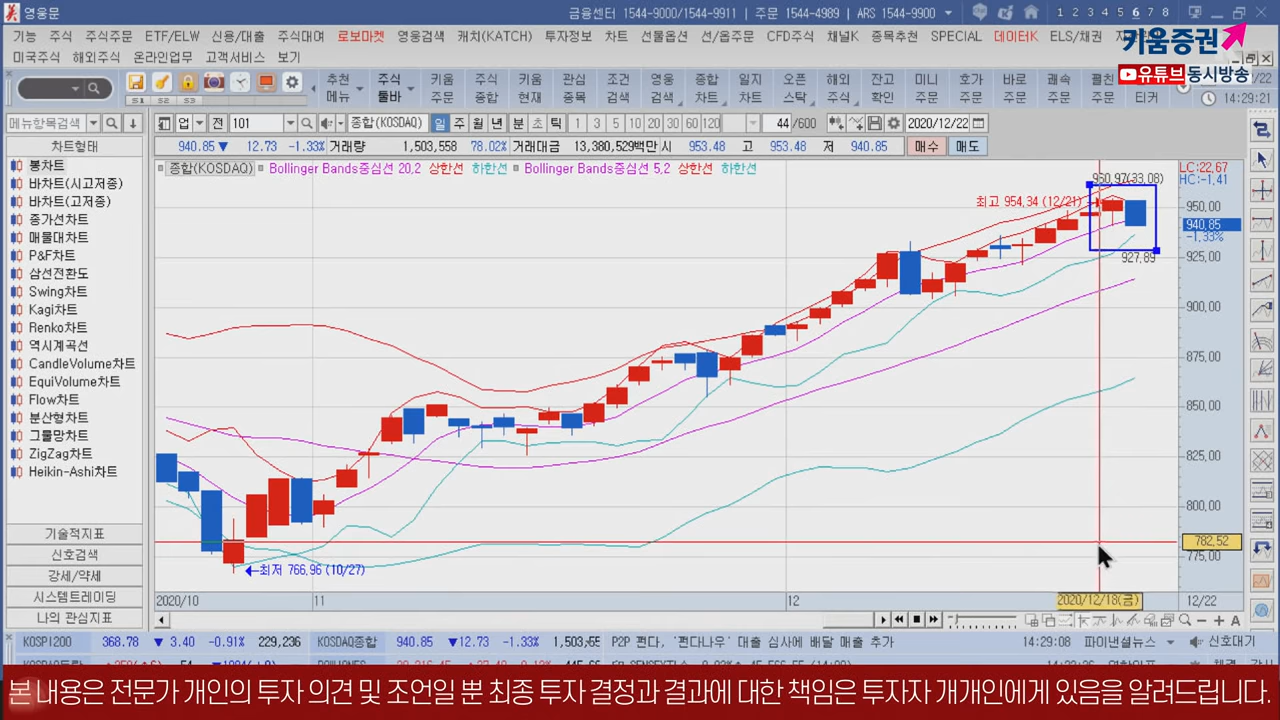 영웅문
금융센터 1544-9000/1544-9911 | 주문 1544-4989 | ARS 1544-9900
1 2 3 4 5 6 7 8
기능 주식 주식주문 ETF/ELW 신용/대출 주식매매 로보마켓 영웅검색 캐치(KATCH) 투자정보 차트 선물옵션 선/옵주문 CFD주식 채널K 종목추천 SPECIAL 데이터K ELS/채권
키움증권
미국주식 해외주식 온라인업무 고객서비스 보기
유튜브 동시방송
추천 주식 키움 주식 키움 관심 조건 영웅 종합 일지 오픈 해외 잔고 미니 호가 바로 쾌속 펼친
메뉴 툴바 주문 종합 현재 종목 검색 검색 차트 차트 스탁 주식 확인 주문 주문 주문 주문 주문 티커
S1 S2 S3
14:29:21
메뉴항목검색
업 전 101 종합(KOSDAQ) 일 주 월 년 분 초 틱 1 3 5 10 20 30 60 120 44 /600 2020/12/22
차트형태
940.85 ▼ 12.73 -1.33% 거래량 1,503,558 78.02% 거래대금 13,380,529백만 시 953.48 고 953.48 저 940.85 매수 매도
종합(KOSDAQ) Bollinger Bands중심선 20,2 상한선 하한선 Bollinger Bands중심선 5,2 상한선 하한선
LC:22.67
HC:-1.41
960.97(33.08)
최고 954.34 (12/21)
950.00
940.85
-1.33%
927.89
925.00
900.00
875.00
850.00
825.00
800.00
782.52
775.00
최저 766.96 (10/27)
2020/10 11 12 2020/12/18(금) 12/22
봉차트
바차트(시고저종)
바차트(고저종)
종가선차트
매물대차트
P&F차트
삼선전환도
Swing차트
Kagi차트
Renko차트
역시계곡선
CandleVolume차트
EquiVolume차트
Flow차트
분산형차트
그물망차트
ZigZag차트
Heikin-Ashi차트
기술적지표
신호검색
강세/약세
시스템트레이딩
나의 관심지표
KOSPI200 368.78 ▼ 3.40 -0.91% 229,236 KOSDAQ종합 940.85 ▼12.73 -1.33% 1,503,55 P2P 펀다, '펀다나우' 대출 심사에 배달 매출 추가 14:29:08 파이낸셜뉴스 신호대기
본 내용은 전문가 개인의 투자 의견 및 조언일 뿐 최종 투자 결정과 결과에 대한 책임은 투자자 개개인에게 있음을 알려드립니다.